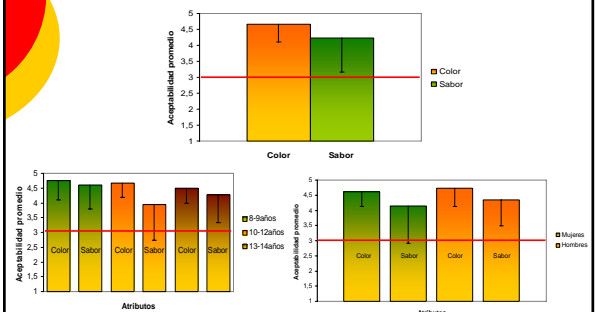 5
4,5
4
3,5
3
2,5
2
1,5
1
Aceptabilidad promedio
Color Sabor
Color
Sabor
5
4,5
4
3,5
3
2,5
2
1,5
1
Aceptabilidad promedio
Color Sabor Color Sabor Color Sabor
Atributos
8-9años
10-12años
13-14años
5
4,5
4
3,5
3
2,5
2
1,5
1
Aceptabilidad promedio
Color Sabor Color Sabor
Atributos
Mujeres
Hombres